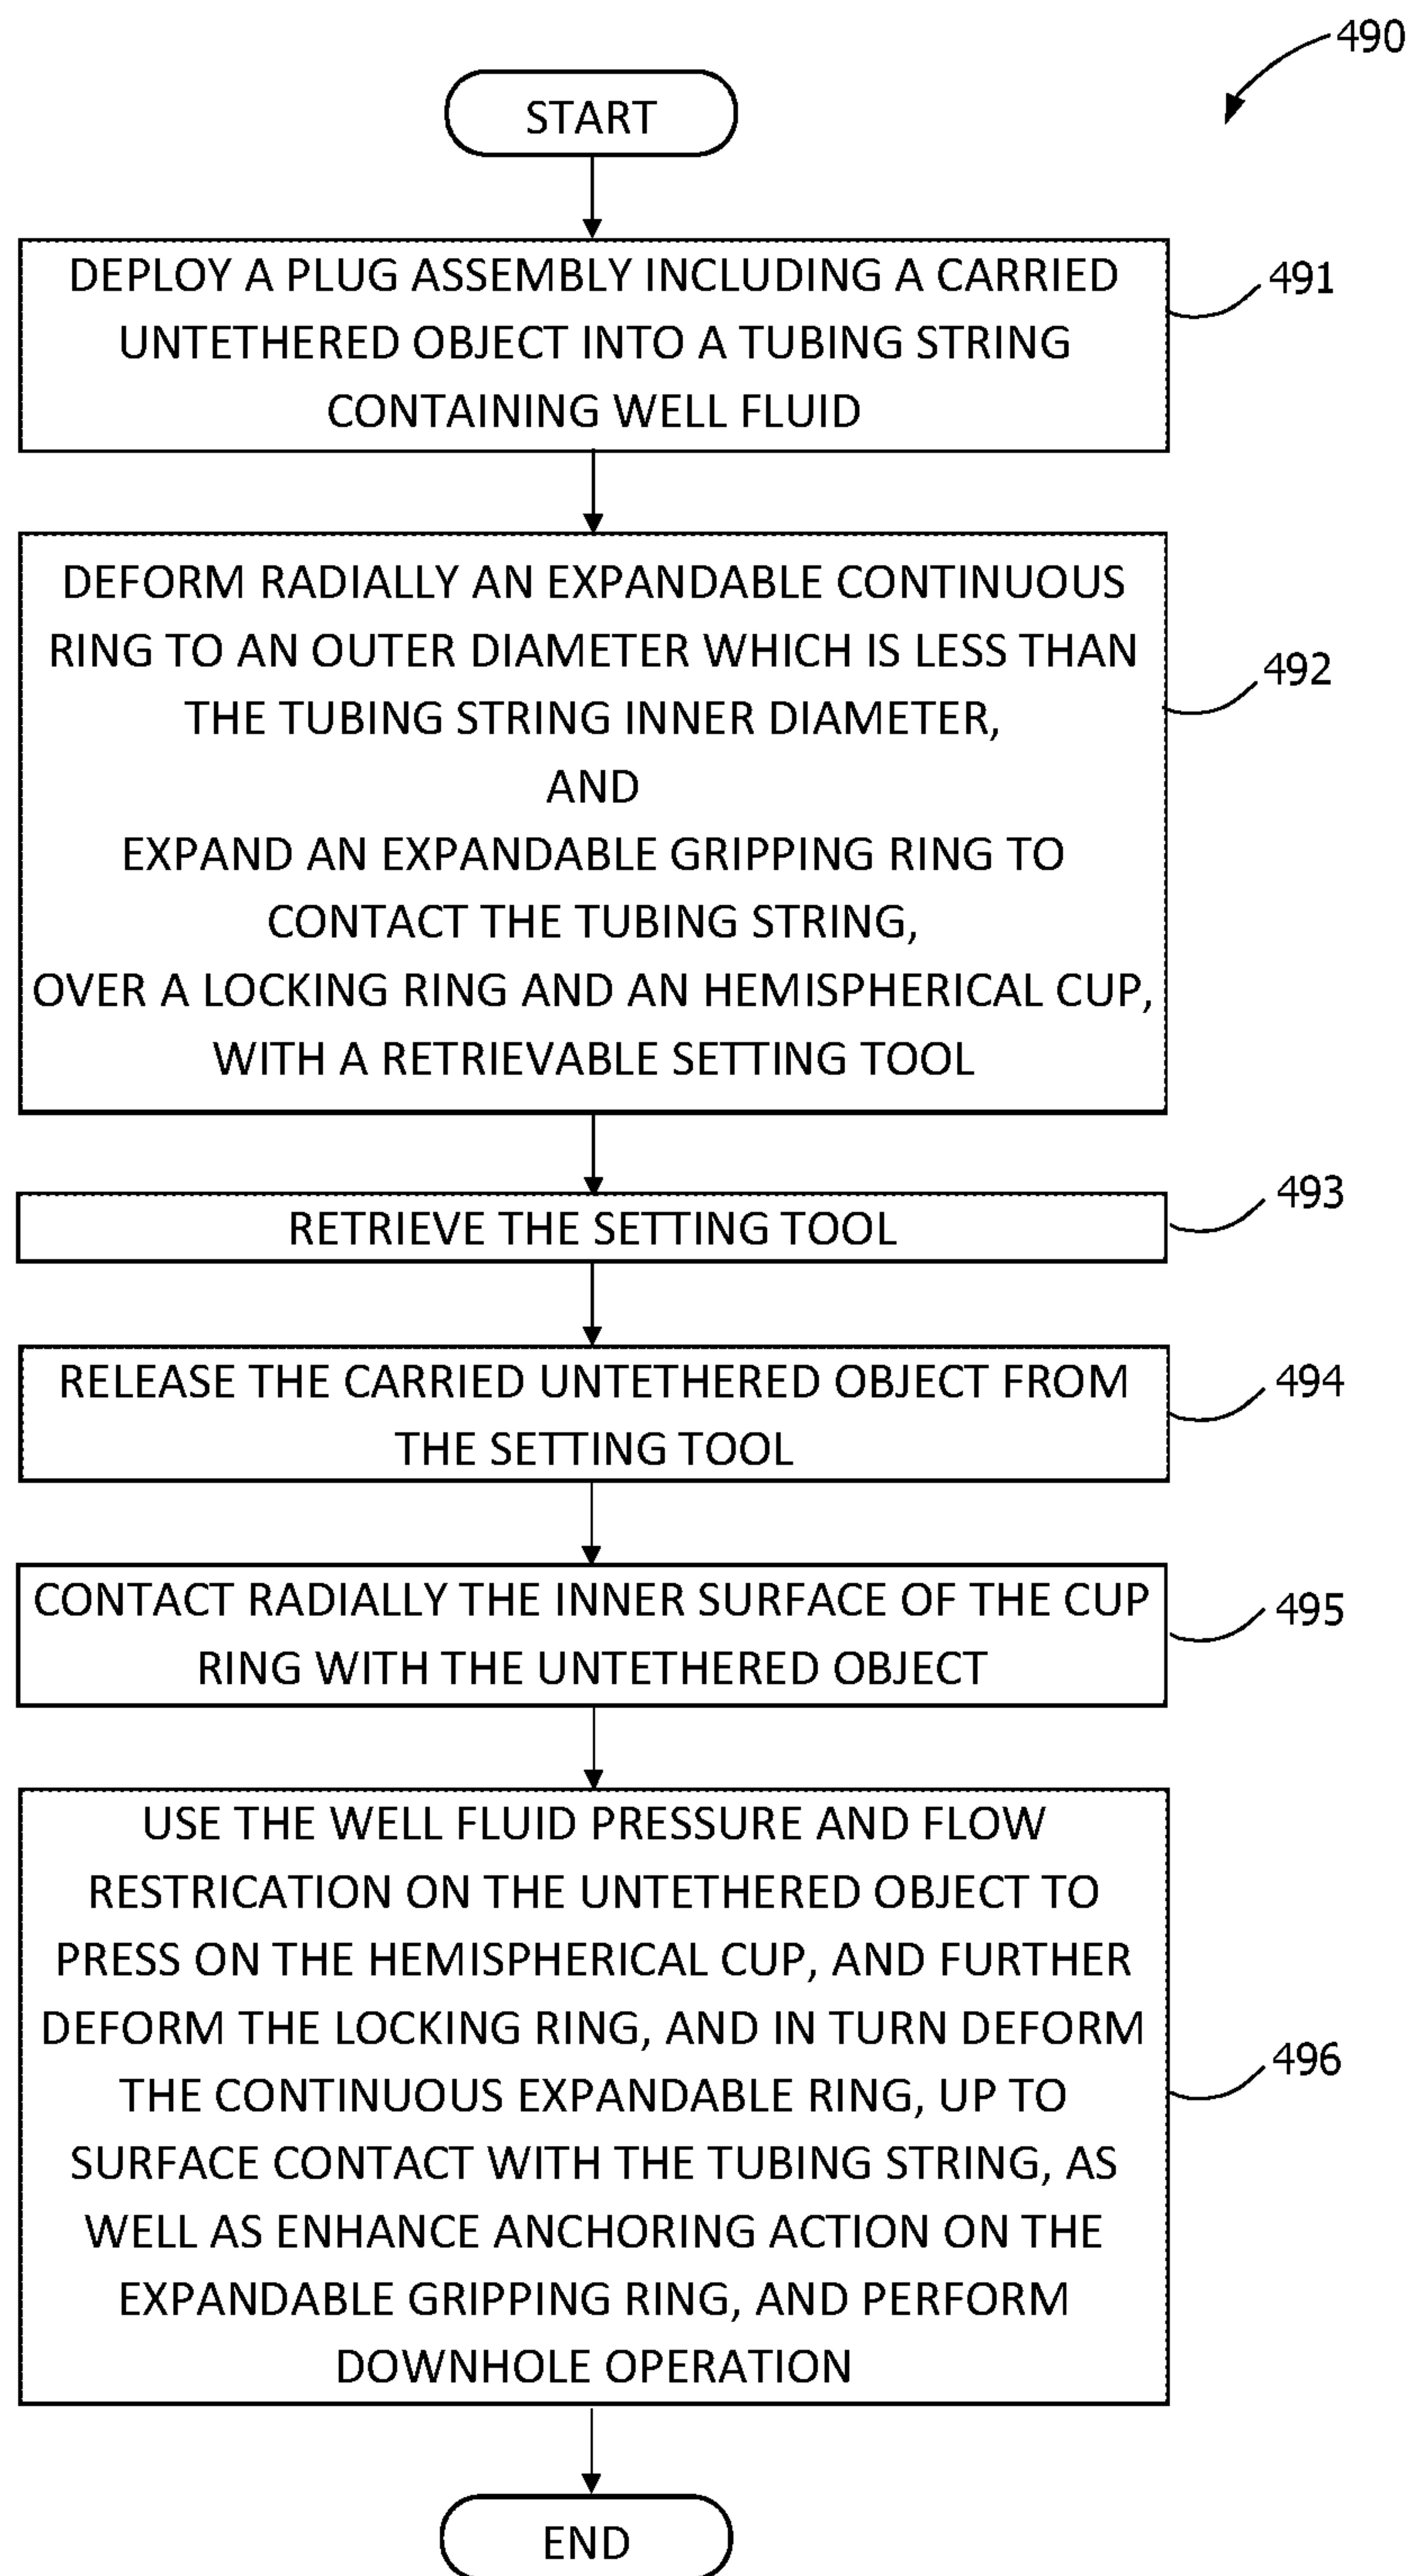 490
START
DEPLOY A PLUG ASSEMBLY INCLUDING A CARRIED
UNTETHERED OBJECT INTO A TUBING STRING
CONTAINING WELL FLUID
491
DEFORM RADIALLY AN EXPANDABLE CONTINUOUS
RING TO AN OUTER DIAMETER WHICH IS LESS THAN
THE TUBING STRING INNER DIAMETER,
AND
EXPAND AN EXPANDABLE GRIPPING RING TO
CONTACT THE TUBING STRING,
OVER A LOCKING RING AND AN HEMISPHERICAL CUP,
WITH A RETRIEVABLE SETTING TOOL
492
RETRIEVE THE SETTING TOOL
493
RELEASE THE CARRIED UNTETHERED OBJECT FROM
THE SETTING TOOL
494
CONTACT RADIALLY THE INNER SURFACE OF THE CUP
RING WITH THE UNTETHERED OBJECT
495
USE THE WELL FLUID PRESSURE AND FLOW
RESTRICATION ON THE UNTETHERED OBJECT TO
PRESS ON THE HEMISPHERICAL CUP, AND FURTHER
DEFORM THE LOCKING RING, AND IN TURN DEFORM
THE CONTINUOUS EXPANDABLE RING, UP TO
SURFACE CONTACT WITH THE TUBING STRING, AS
WELL AS ENHANCE ANCHORING ACTION ON THE
EXPANDABLE GRIPPING RING, AND PERFORM
DOWNHOLE OPERATION
496
END